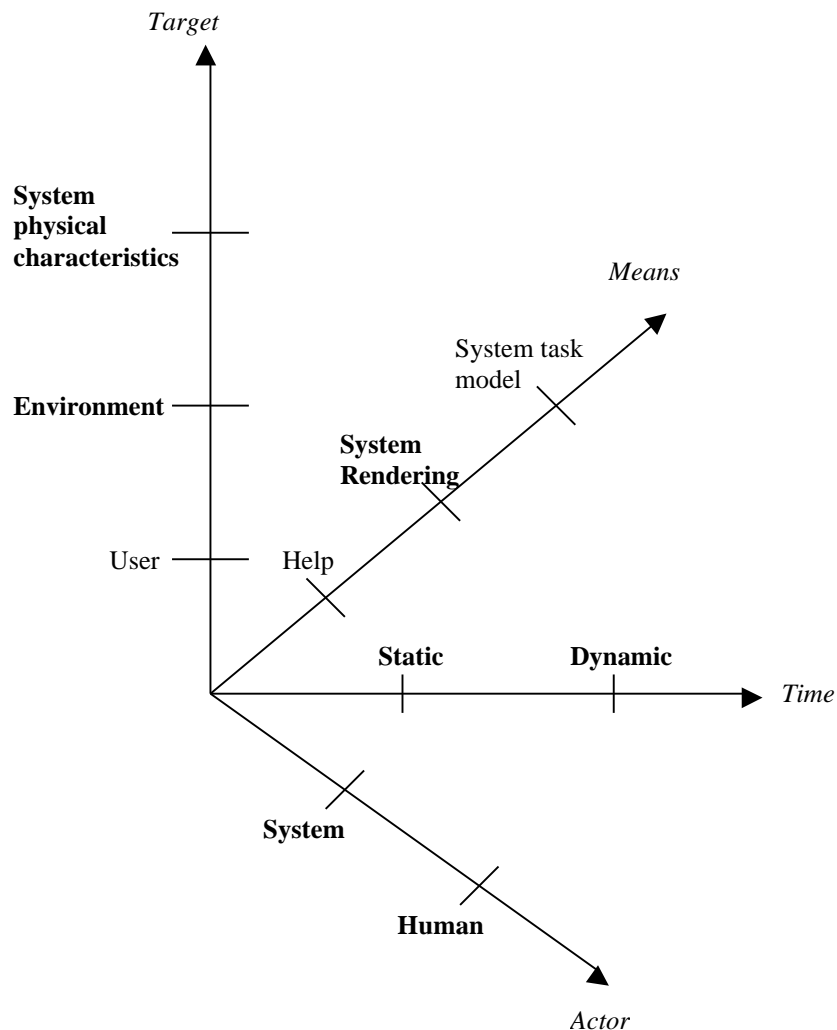 Target
System
physical
characteristics
Means
System task
model
Environment
System
Rendering
User
Help
Static
Dynamic
Time
System
Human
Actor